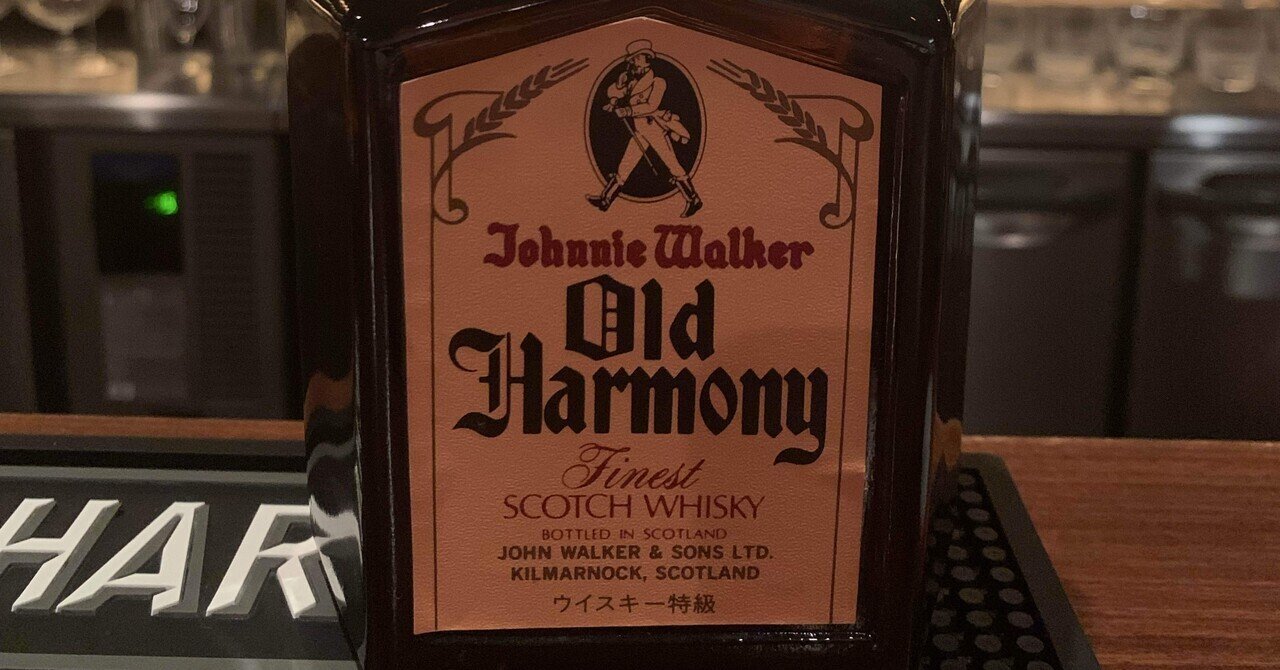 Johnnie Walker
Old
Harmony
Finest
SCOTCH WHISKY
BOTTLED IN SCOTLAND
JOHN WALKER & SONS LTD.
KILMARNOCK, SCOTLAND
ウイスキー特級
HAR